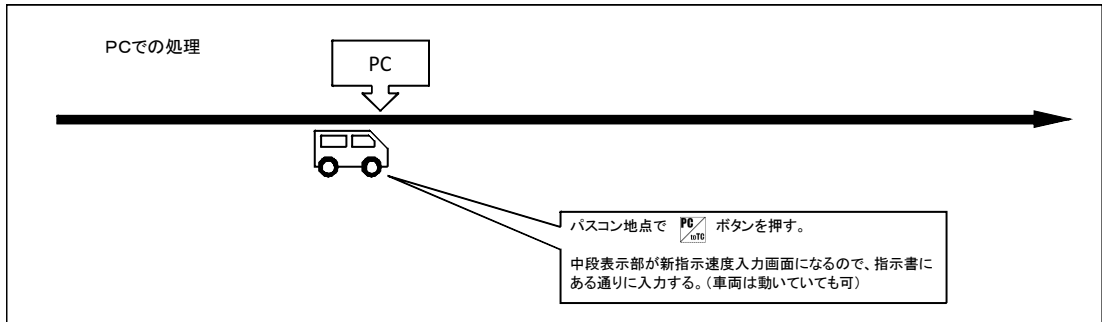 PCでの処理
PC
パスコン地点で PC/toTC ボタンを押す。
中段表示部が新指示速度入力画面になるので、指示書に
ある通りに入力する。(車両は動いていても可)